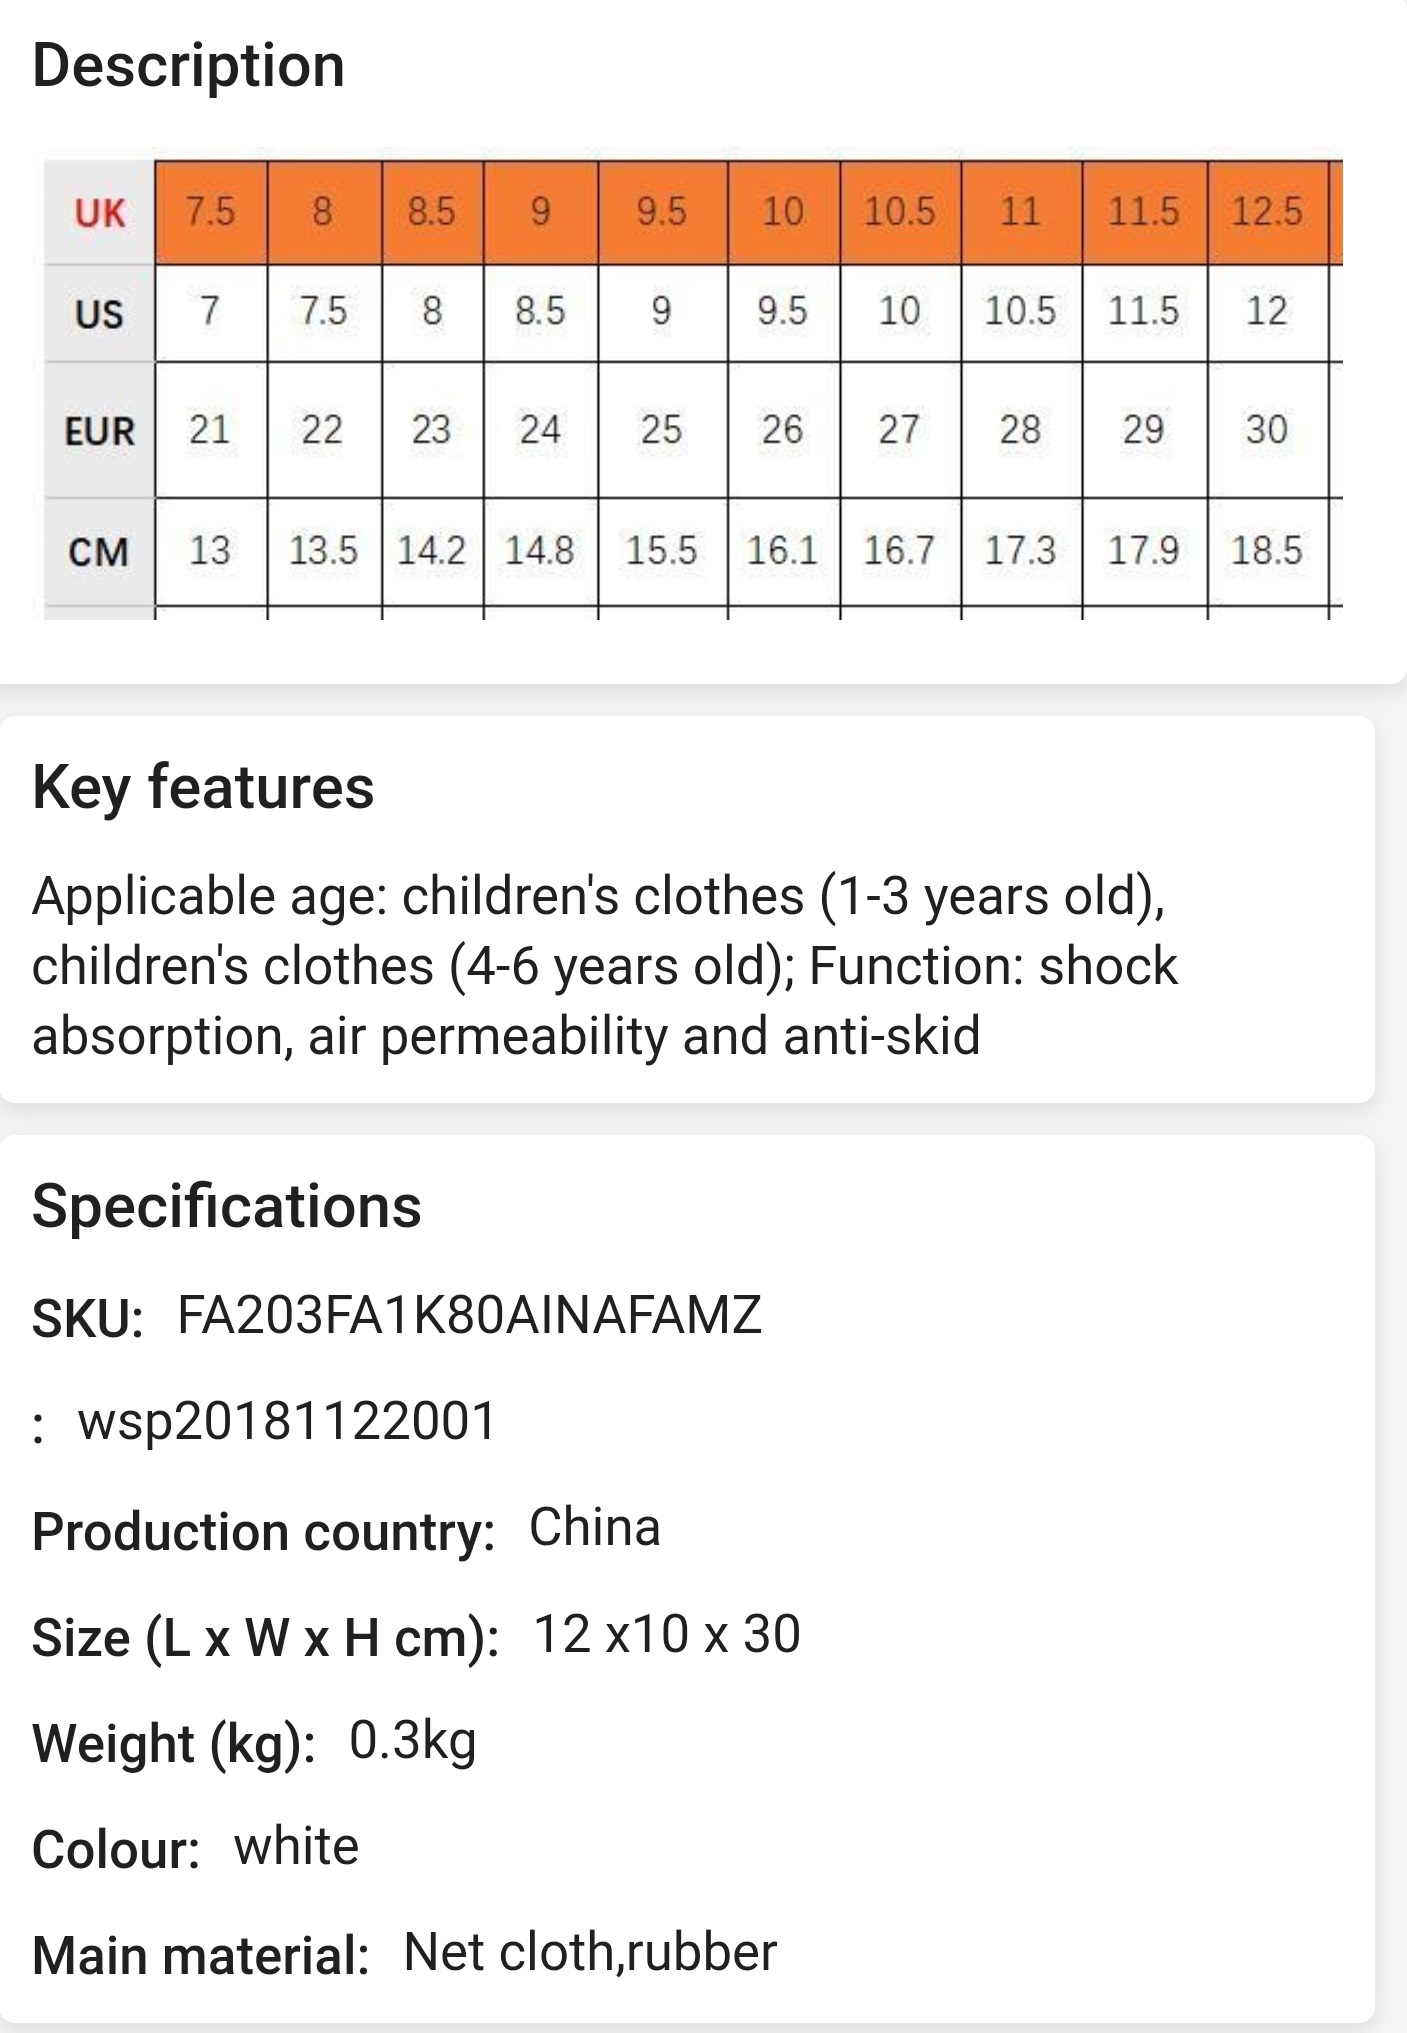 Description
UK 7.5 8 8.5 9 9.5 10 10.5 11 11.5 12.5
US 7 7.5 8 8.5 9 9.5 10 10.5 11.5 12
EUR 21 22 23 24 25 26 27 28 29 30
CM 13 13.5 14.2 14.8 15.5 16.1 16.7 17.3 17.9 18.5
Key features
Applicable age: children's clothes (1-3 years old),
children's clothes (4-6 years old); Function: shock
absorption, air permeability and anti-skid
Specifications
SKU: FA203FA1K80AINAFAMZ
: wsp20181122001
Production country: China
Size (L x W x H cm): 12 x10 x 30
Weight (kg): 0.3kg
Colour: white
Main material: Net cloth,rubber